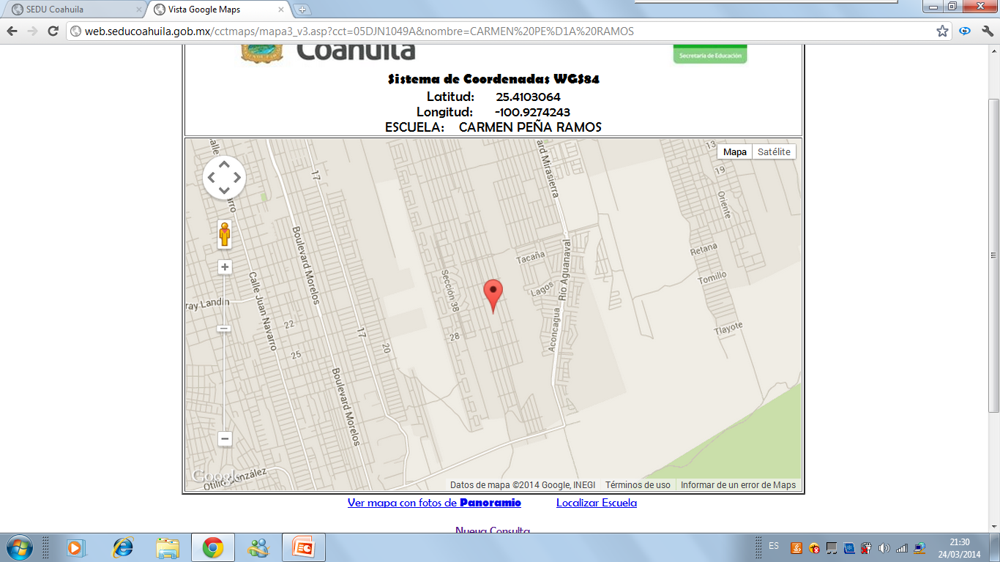 SEDU Coahuila
Vista Google Maps
web.seducoahuila.gob.mx/cctmaps/mapa3_v3.asp?cct=05DJN1049A&nombre=CARMEN%20PE%D1A%20RAMOS
Coahuila
Secretaría de Educación
Sistema de Coordenadas WGS84
Latitud: 25.4103064
Longitud: -100.9274243
ESCUELA: CARMEN PEÑA RAMOS
Mapa
Satélite
ard Mirasierra
17
13
19
Oriente
Boulevard Morelos
Calle Juan Navarro
ray Landín
22
25
17
20
Sección 38
28
Tacaña
Lagos
Río Aguanaval
Aconcagua
Retana
Tomillo
Tlayote
Boulevard Morelos
Otilio González
Google
Datos de mapa ©2014 Google, INEGI
Términos de uso
Informar de un error de Maps
Ver mapa con fotos de Panoramio
Localizar Escuela
Nueva Consulta
ES
21:30
24/03/2014